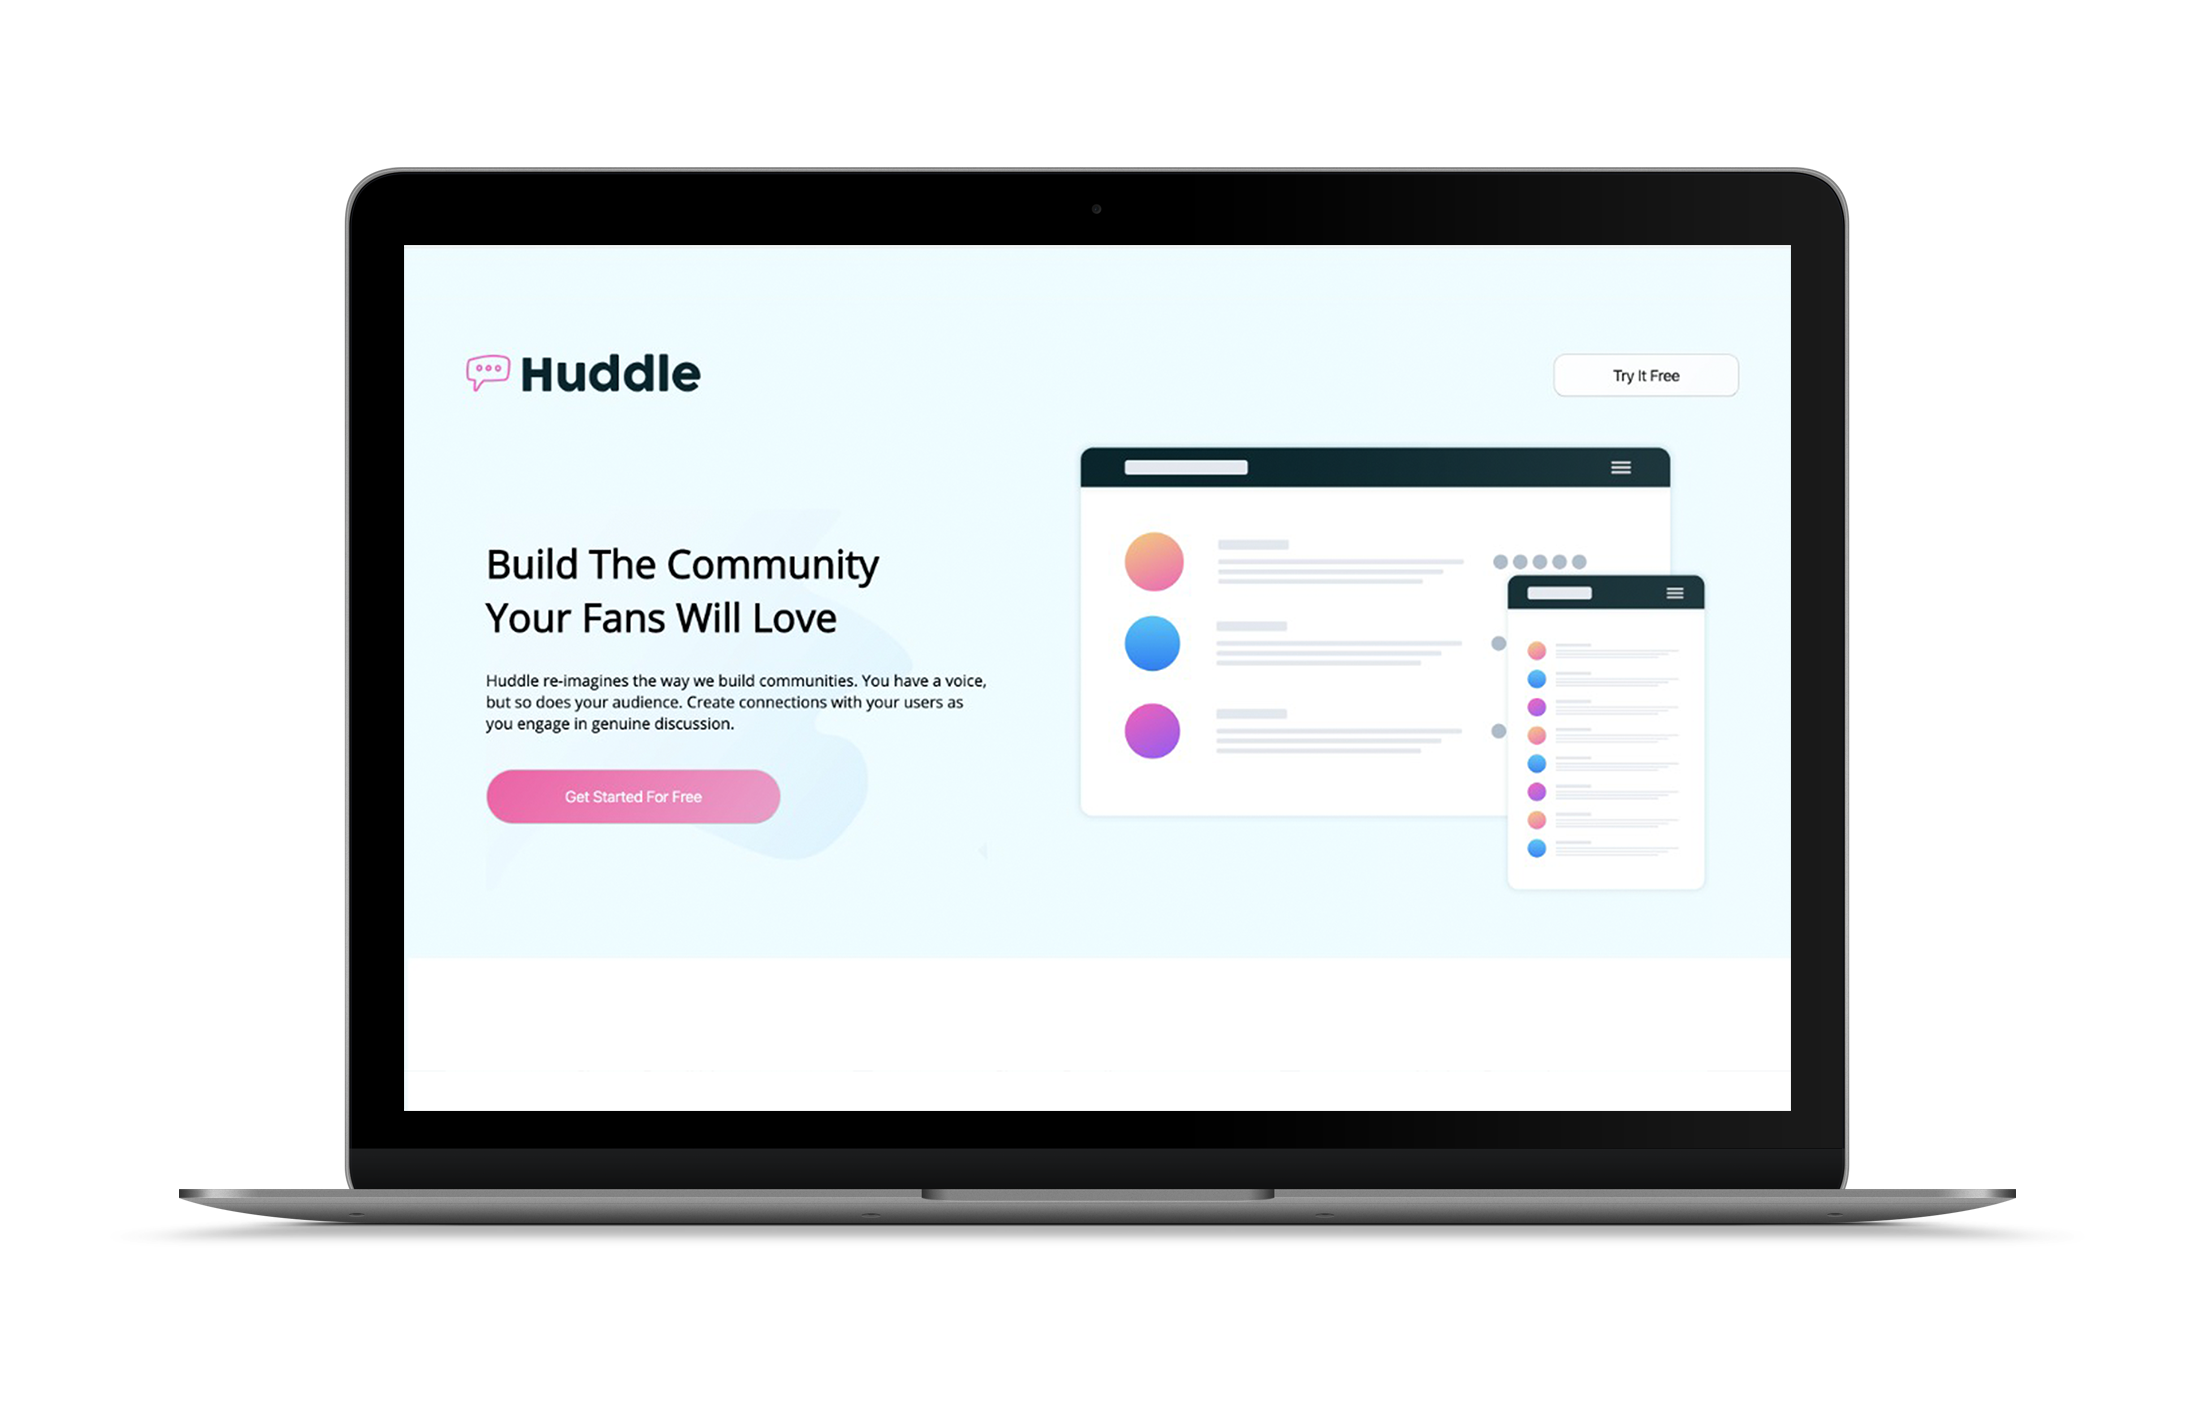 Huddle
Try It Free
Build The Community
Your Fans Will Love
Huddle re-imagines the way we build communities. You have a voice,
but so does your audience. Create connections with your users as
you engage in genuine discussion.
Get Started For Free